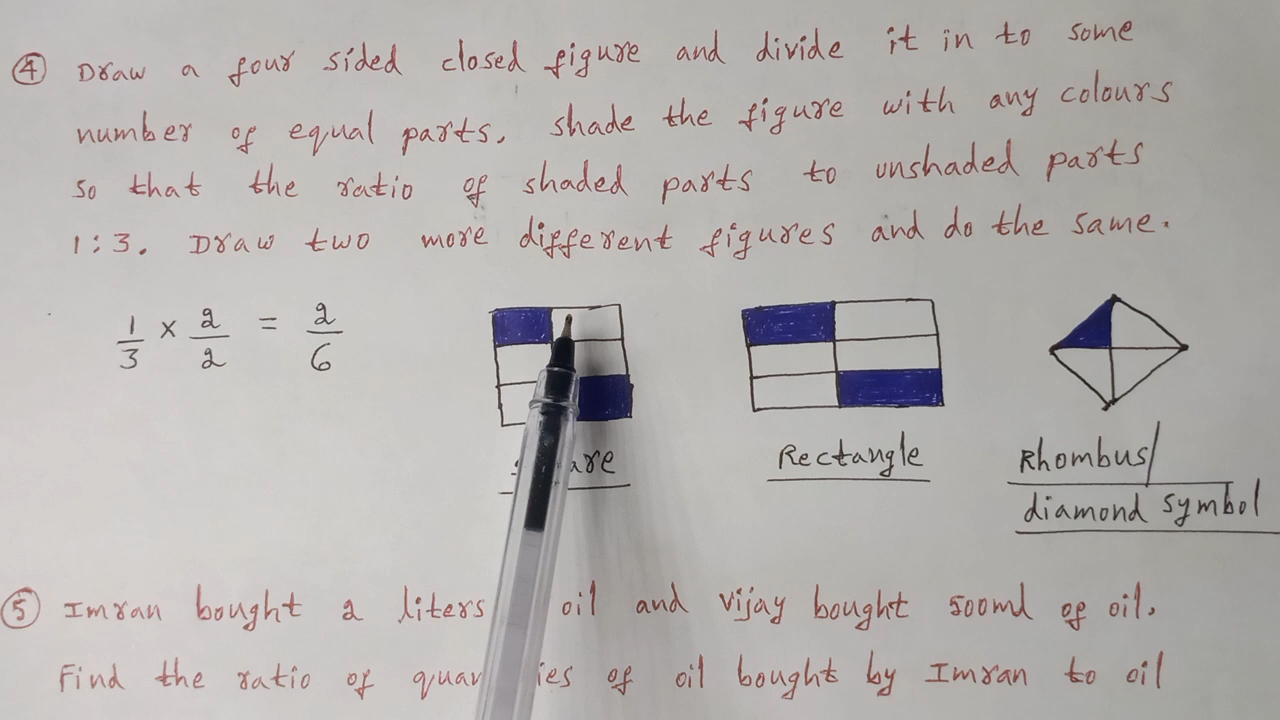 ④ Draw a four sided closed figure and divide it in to some
number of equal parts. Shade the figure with any colours
so that the ratio of shaded parts to unshaded parts
1:3. Draw two more different figures and do the same.
1/3 × 2/2 = 2/6
Rectangle
Rhombus/
diamond symbol
⑤ Imran bought 2 liters oil and vijay bought 500ml of oil.
Find the ratio of of oil bought by Imran to oil